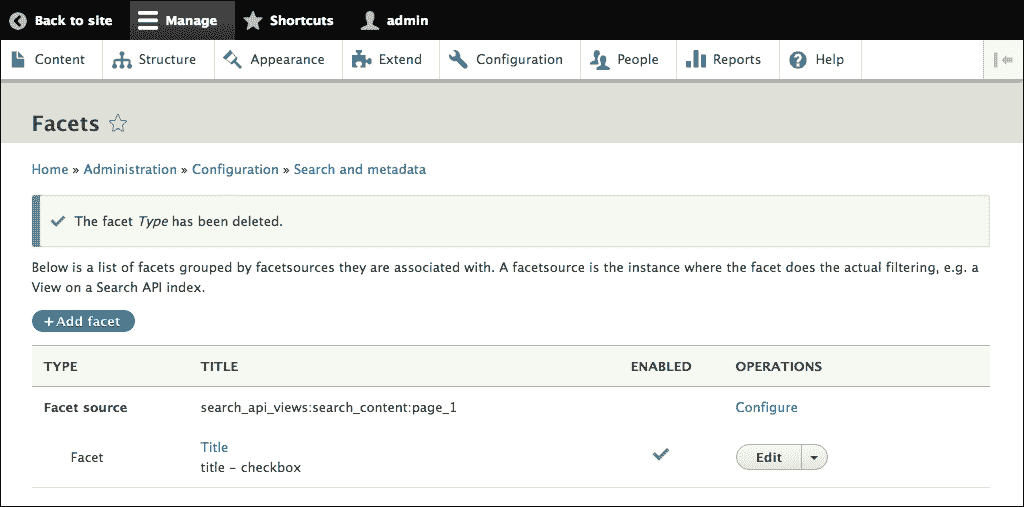 Back to site Manage Shortcuts admin
Content Structure Appearance Extend Configuration People Reports Help
Facets
Home » Administration » Configuration » Search and metadata
The facet Type has been deleted.
Below is a list of facets grouped by facetsources they are associated with. A facetsource is the instance where the facet does the actual filtering, e.g. a
View on a Search API index.
+ Add facet
TYPE TITLE ENABLED OPERATIONS
Facet source search_api_views:search_content:page_1 Configure
Facet Title Edit
title - checkbox